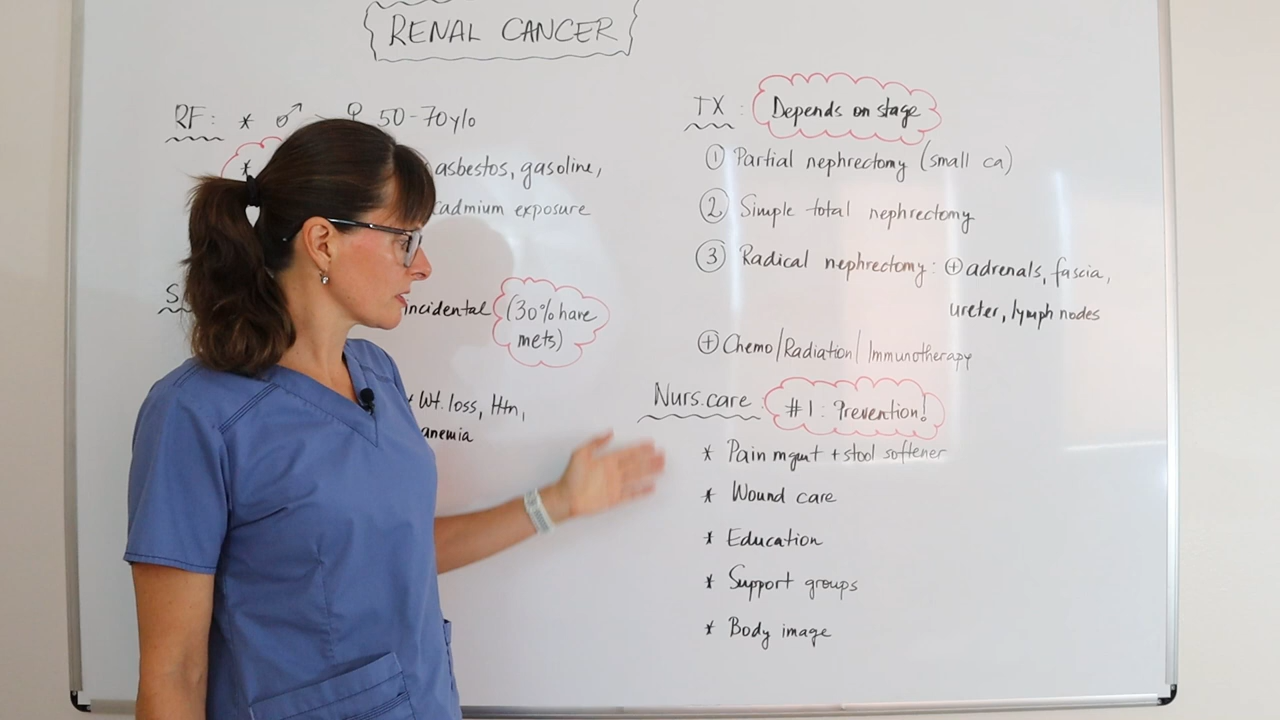 RENAL CANCER
RF: * ♂ > ♀ 50-70y/o
* asbestos, gasoline,
cadmium exposure
S
incidental (30% have
mets)
Wt. loss, Htn,
anemia
TX: Depends on stage
① Partial nephrectomy (small ca)
② Simple total nephrectomy
③ Radical nephrectomy: ⊕ adrenals, fascia,
ureter, lymph nodes
⊕ Chemo/Radiation/Immunotherapy
Nurs. care: #1: Prevention!
* Pain mgmt + stool softener
* Wound care
* Education
* Support groups
* Body image